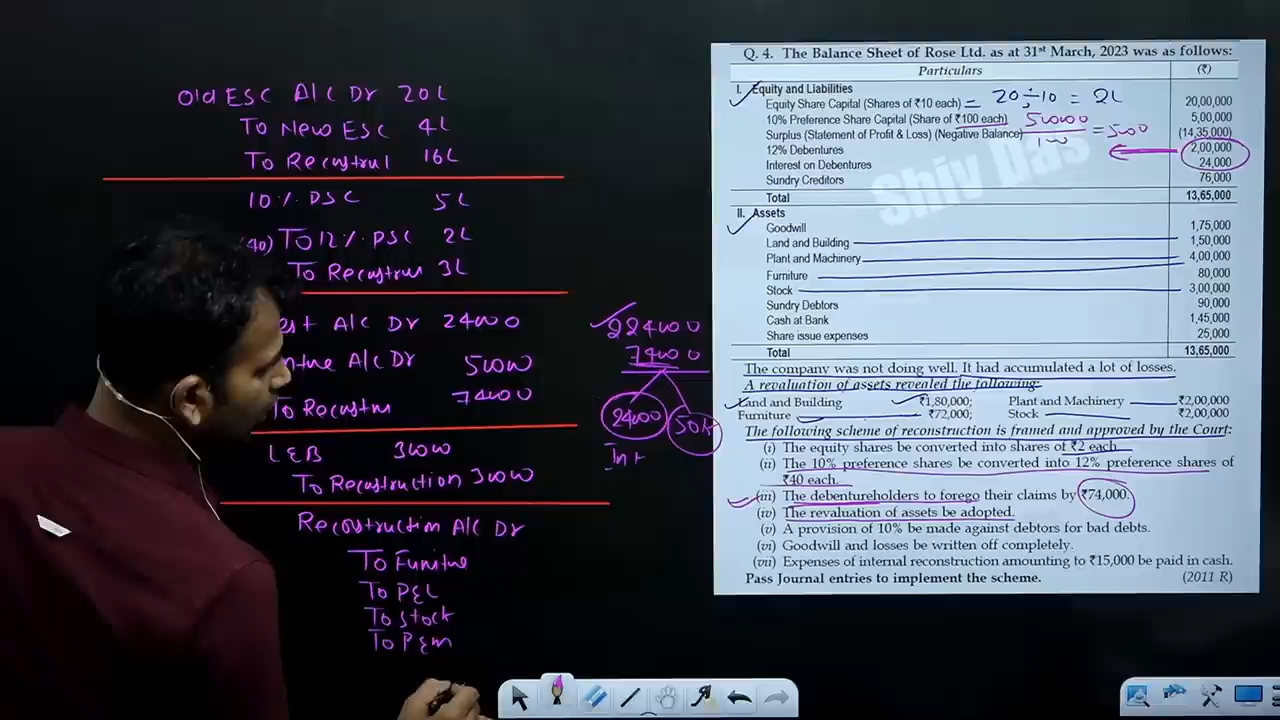 Old ESC A/C Dr 20L
To New ESC 4L
To Reconstrul 16L
10 % PSC 5L
(40) To 12 % PSC 2L
To Reconstrun 3L
A/C Dr 24000
A/C Dr 50000
To Reconstrn 74000
L & B 30000
To Reconstruction 30000
Reconstruction A/C Dr
To Furniture
To P&L
To Stock
To P&M
224000
74000
24000 50K
Int
Q. 4. The Balance Sheet of Rose Ltd. as at 31st March, 2023 was as follows:
Particulars (₹)
I. Equity and Liabilities
Equity Share Capital (Shares of ₹10 each) = 20 ÷ 10 = 2L 20,00,000
10% Preference Share Capital (Share of ₹100 each) 500000 5,00,000
Surplus (Statement of Profit & Loss) (Negative Balance) 100 = 5000 (14,35,000)
12% Debentures 2,00,000
Interest on Debentures 24,000
Sundry Creditors 76,000
Total 13,65,000
Shiv Das
II. Assets
Goodwill 1,75,000
Land and Building 1,50,000
Plant and Machinery 4,00,000
Furniture 80,000
Stock 3,00,000
Sundry Debtors 90,000
Cash at Bank 1,45,000
Share issue expenses 25,000
Total 13,65,000
The company was not doing well. It had accumulated a lot of losses.
A revaluation of assets revealed the following:
Land and Building ₹1,80,000; Plant and Machinery ₹2,00,000
Furniture ₹72,000; Stock ₹2,00,000
The following scheme of reconstruction is framed and approved by the Court:
(i) The equity shares be converted into shares of ₹2 each.
(ii) The 10% preference shares be converted into 12% preference shares of
₹40 each.
(iii) The debentureholders to forego their claims by ₹74,000.
(iv) The revaluation of assets be adopted.
(v) A provision of 10% be made against debtors for bad debts.
(vi) Goodwill and losses be written off completely.
(vii) Expenses of internal reconstruction amounting to ₹15,000 be paid in cash.
Pass Journal entries to implement the scheme. (2011 R)